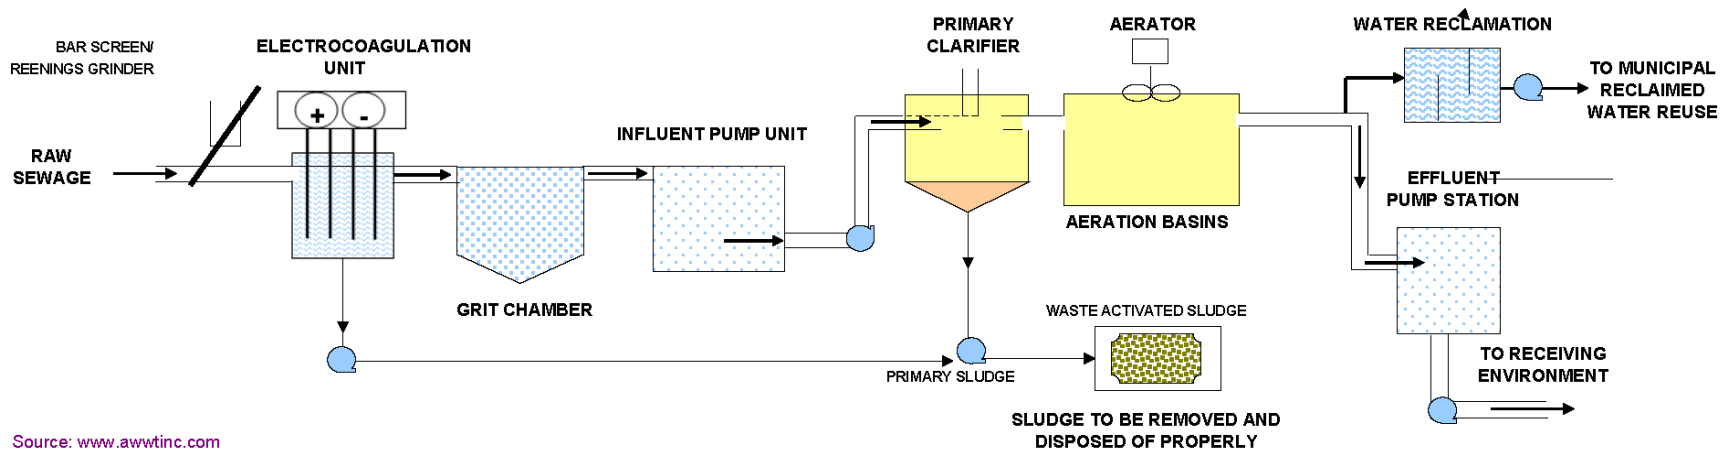 BAR SCREEN/
REENINGS GRINDER
ELECTROCOAGULATION
UNIT
+ -
RAW
SEWAGE
GRIT CHAMBER
INFLUENT PUMP UNIT
PRIMARY
CLARIFIER
AERATOR
AERATION BASINS
WATER RECLAMATION
TO MUNICIPAL
RECLAIMED
WATER REUSE
EFFLUENT
PUMP STATION
TO RECEIVING
ENVIRONMENT
WASTE ACTIVATED SLUDGE
PRIMARY SLUDGE
SLUDGE TO BE REMOVED AND
DISPOSED OF PROPERLY
Source: www.awwtinc.com